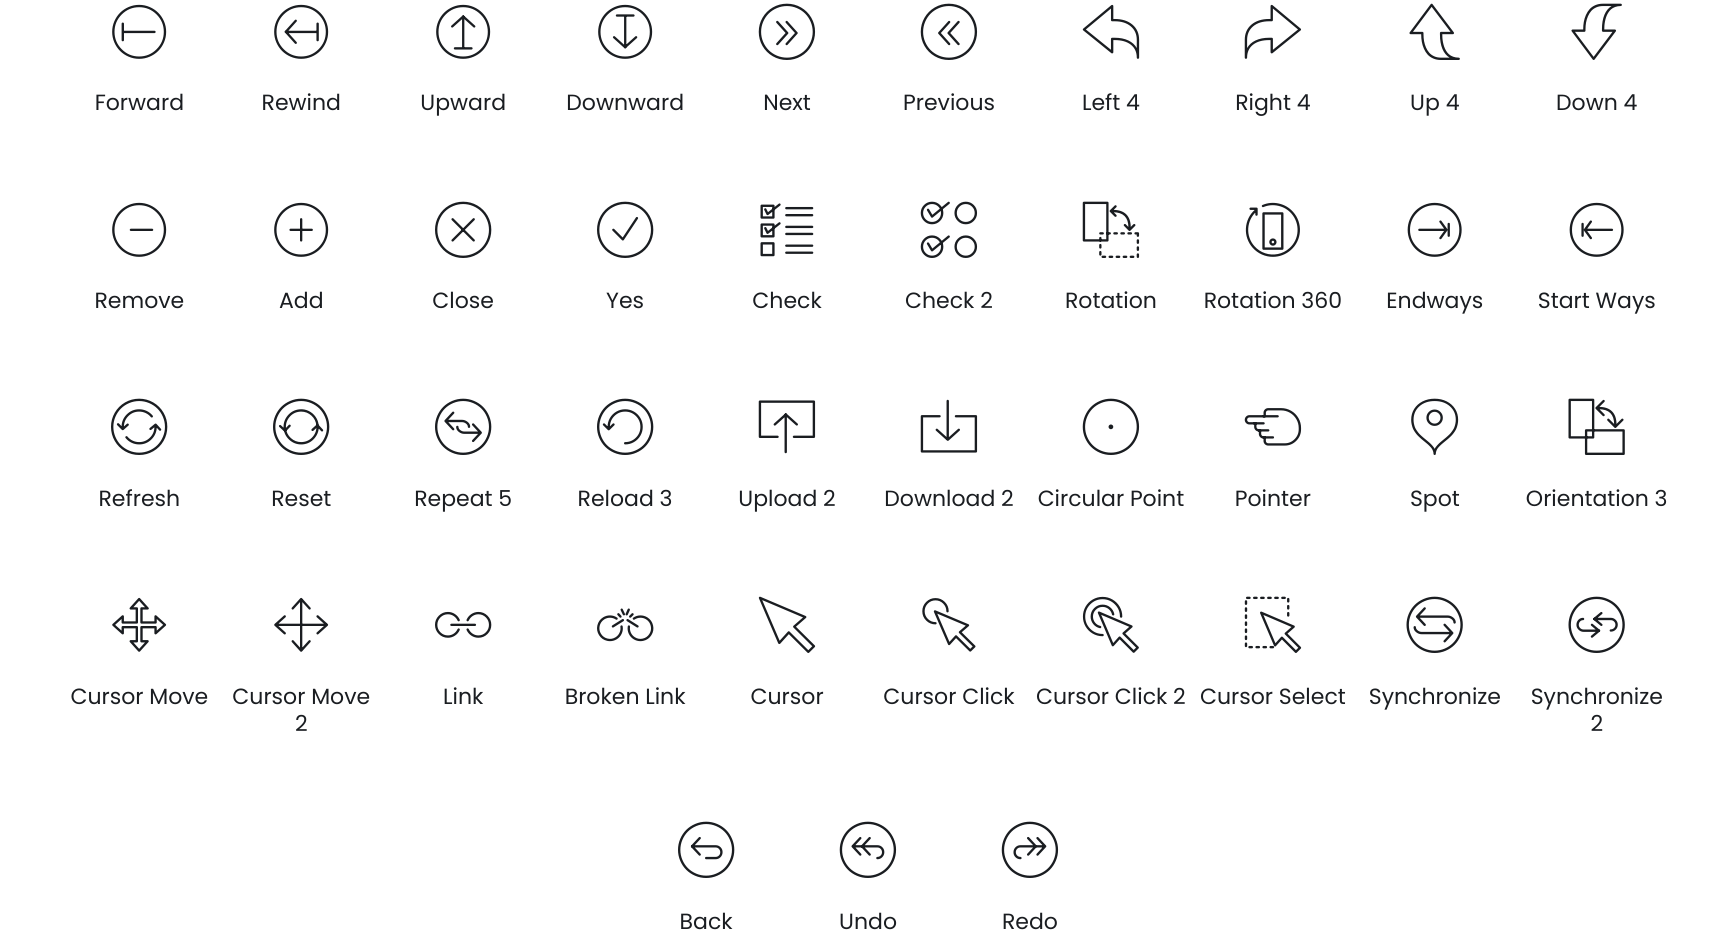 Forward Rewind Upward Downward Next Previous Left 4 Right 4 Up 4 Down 4
Remove Add Close Yes Check Check 2 Rotation Rotation 360 Endways Start Ways
Refresh Reset Repeat 5 Reload 3 Upload 2 Download 2 Circular Point Pointer Spot Orientation 3
Cursor Move Cursor Move Link Broken Link Cursor Cursor Click Cursor Click 2 Cursor Select Synchronize Synchronize
2 2
Back Undo Redo